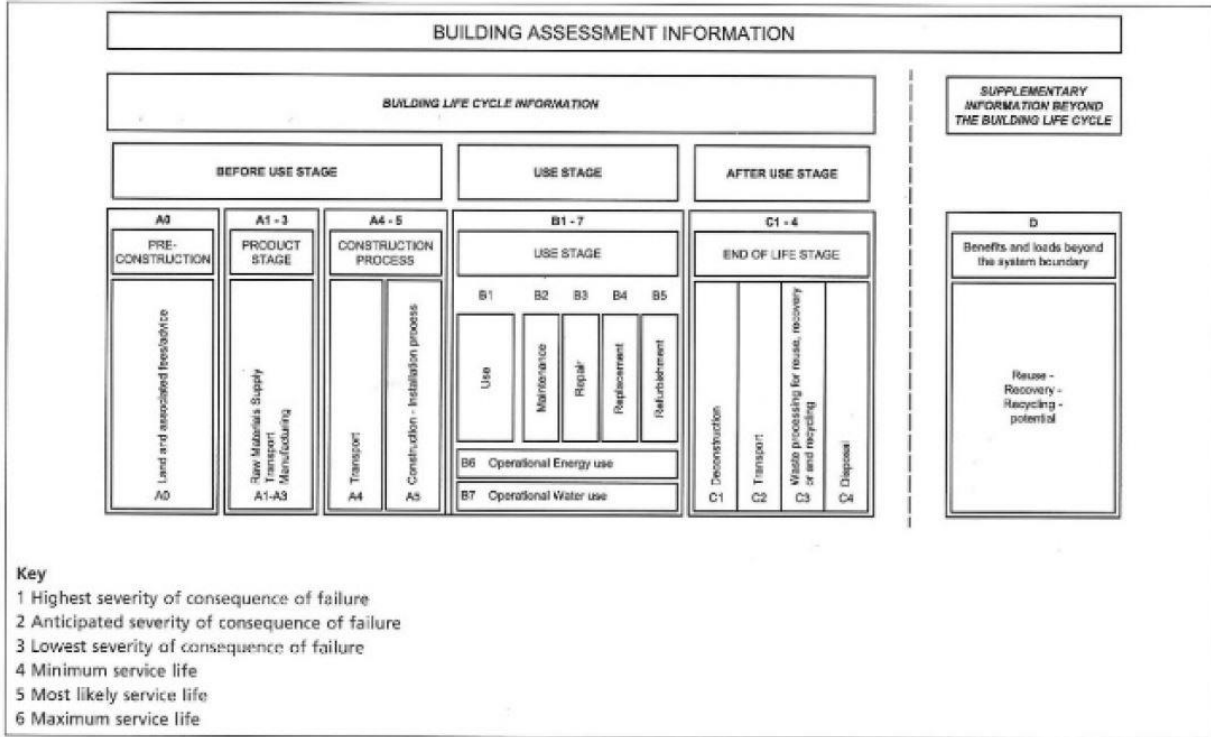 BUILDING ASSESSMENT INFORMATION
BUILDING LIFE CYCLE INFORMATION
SUPPLEMENTARY
INFORMATION BEYOND
THE BUILDING LIFE CYCLE
BEFORE USE STAGE
USE STAGE
AFTER USE STAGE
A0
PRE-
CONSTRUCTION
Land and associated fees/advice
A0
A1 - 3
PRODUCT
STAGE
Raw Materials Supply
Transport
Manufacturing
A1-A3
A4 - 5
CONSTRUCTION
PROCESS
Transport
A4
Construction - Installation process
A5
B1 - 7
USE STAGE
B1
Use
B2
Maintenance
B3
Repair
B4
Replacement
B5
Refurbishment
B6 Operational Energy use
B7 Operational Water use
C1 - 4
END OF LIFE STAGE
Deconstruction
C1
Transport
C2
Waste processing for reuse, recovery
or and recycling
C3
Disposal
C4
D
Benefits and loads beyond
the system boundary
Reuse -
Recovery -
Recycling -
potential
Key
1 Highest severity of consequence of failure
2 Anticipated severity of consequence of failure
3 Lowest severity of consequence of failure
4 Minimum service life
5 Most likely service life
6 Maximum service life